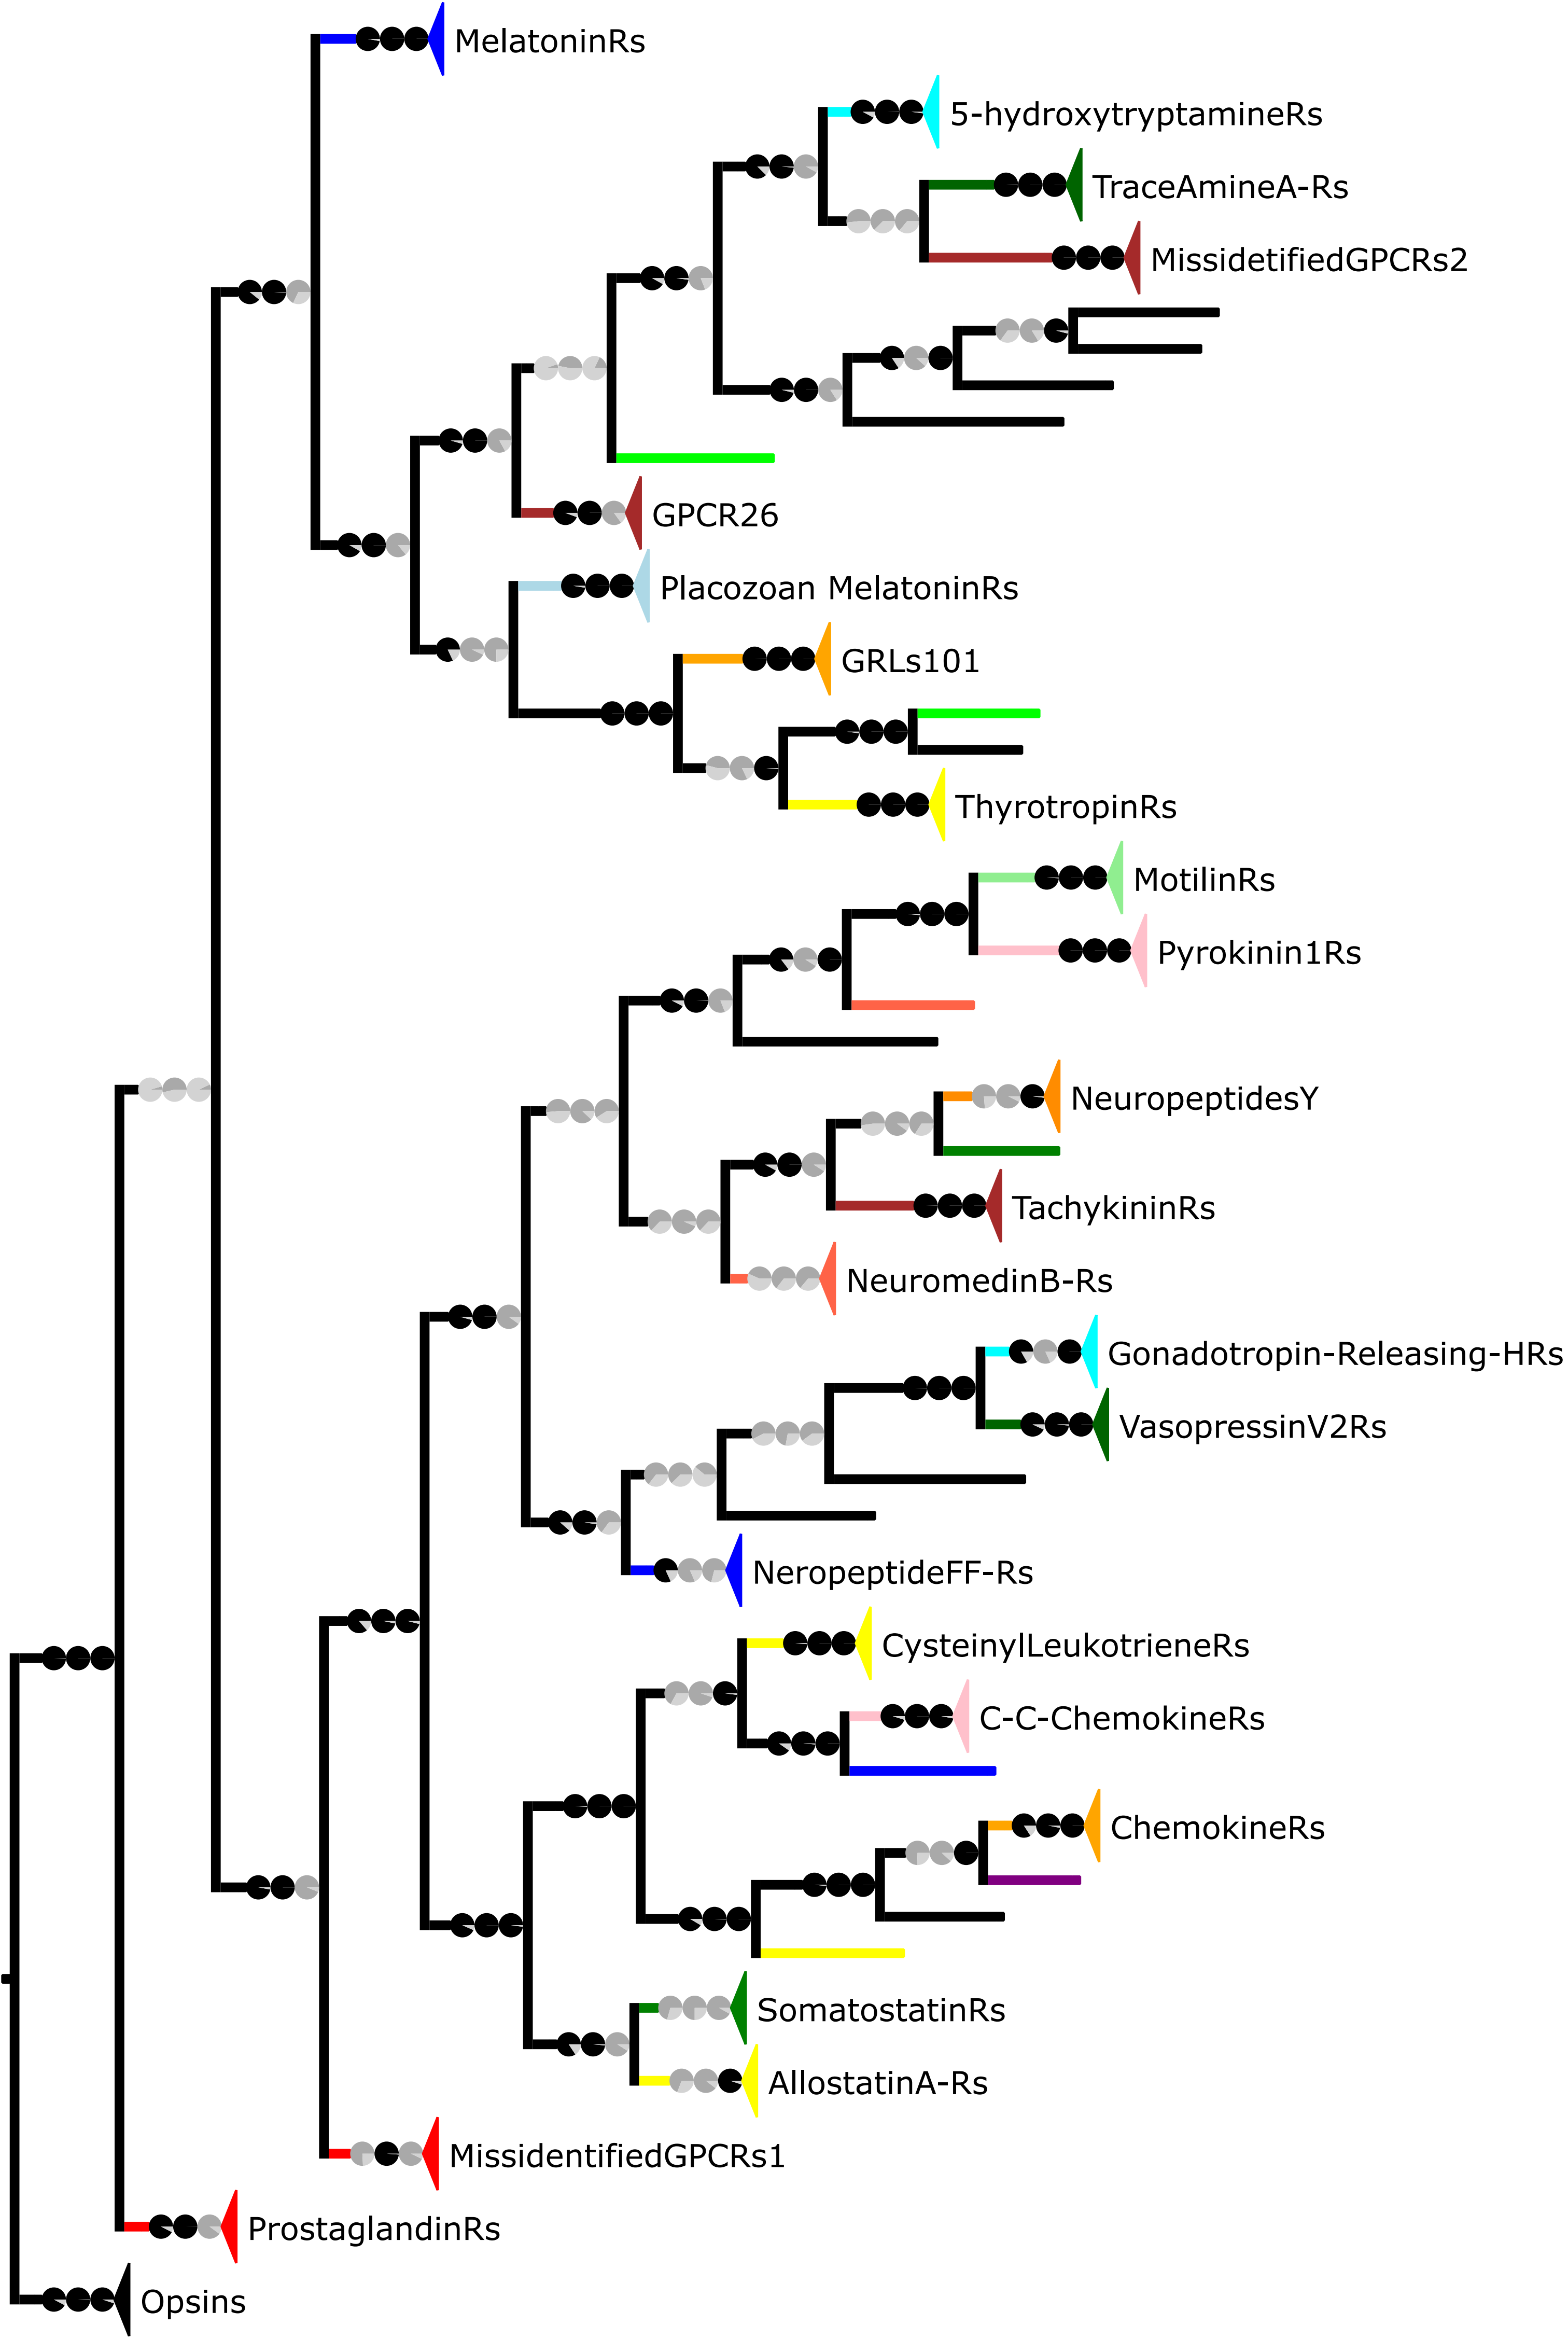 MelatoninRs
5-hydroxytryptamineRs
TraceAmineA-Rs
MissidetifiedGPCRs2
GPCR26
Placozoan MelatoninRs
GRLs101
ThyrotropinRs
MotilinRs
Pyrokinin1Rs
NeuropeptidesY
TachykininRs
NeuromedinB-Rs
Gonadotropin-Releasing-HRs
VasopressinV2Rs
NeropeptideFF-Rs
CysteinylLeukotrieneRs
C-C-ChemokineRs
ChemokineRs
SomatostatinRs
AllostatinA-Rs
MissidentifiedGPCRs1
ProstaglandinRs
Opsins